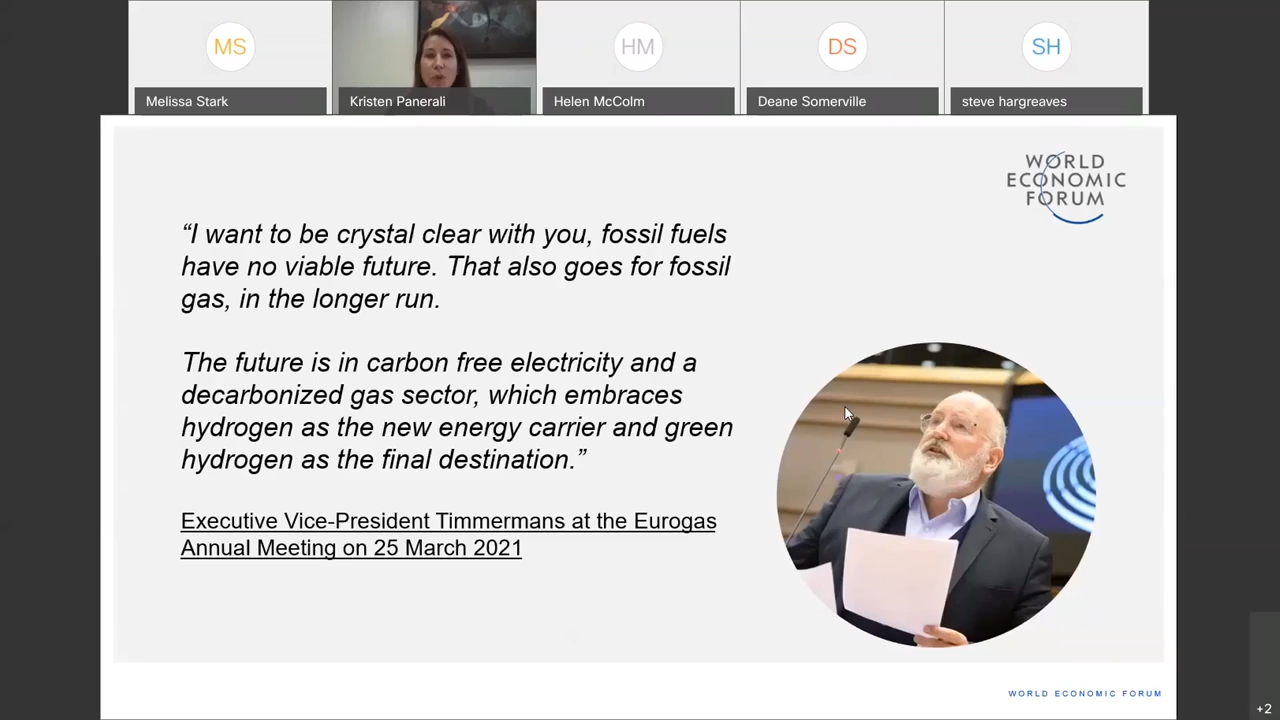 MS
HM
DS
SH
Melissa Stark
Kristen Panerali
Helen McColm
Deane Somerville
steve hargreaves
WORLD
ECONOMIC
FORUM
“I want to be crystal clear with you, fossil fuels
have no viable future. That also goes for fossil
gas, in the longer run.
The future is in carbon free electricity and a
decarbonized gas sector, which embraces
hydrogen as the new energy carrier and green
hydrogen as the final destination.”
Executive Vice-President Timmermans at the Eurogas
Annual Meeting on 25 March 2021
WORLD ECONOMIC FORUM
+2